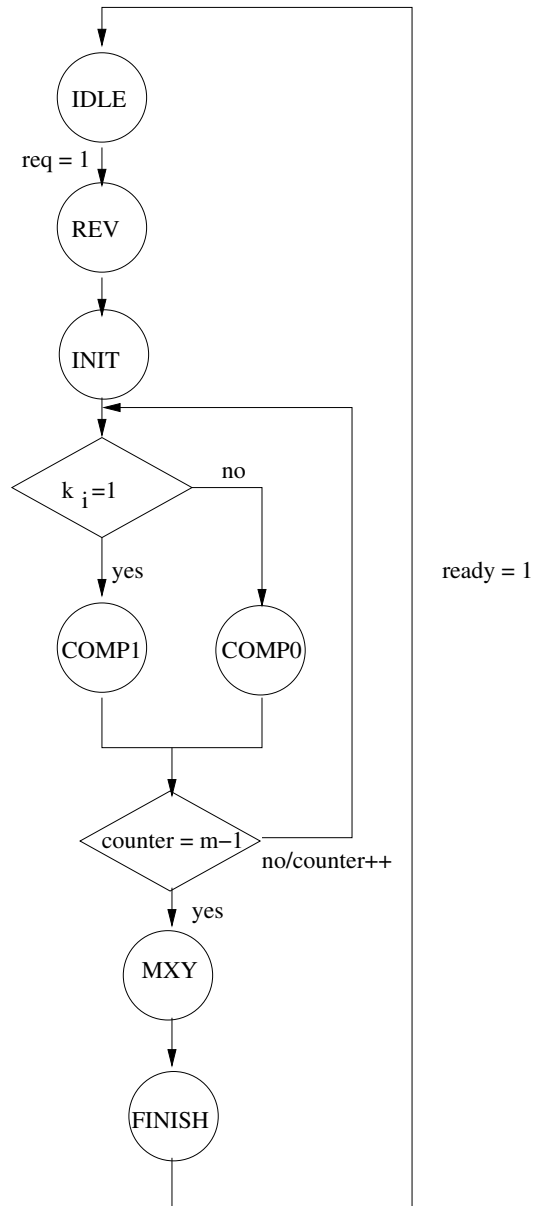 IDLE
req = 1
REV
INIT
k i=1
no
yes
ready = 1
COMP1
COMP0
counter = m−1
no/counter++
yes
MXY
FINISH